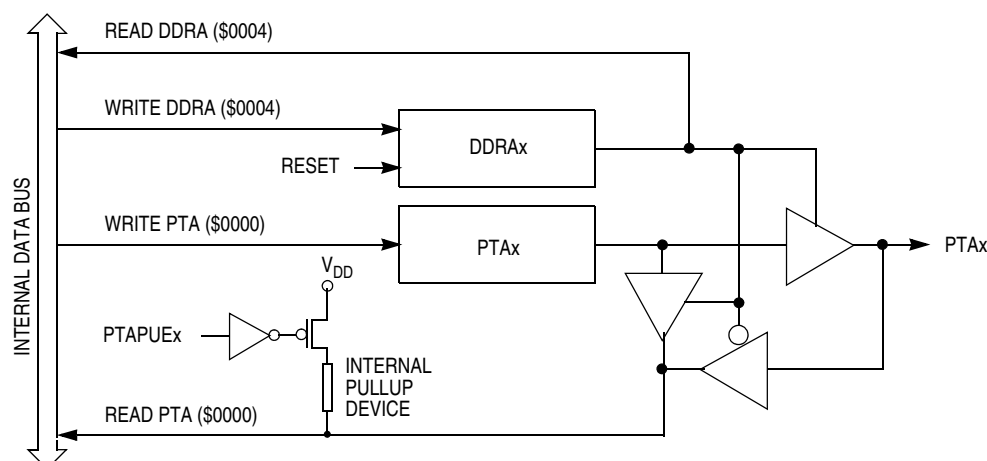 READ DDRA ($0004)
WRITE DDRA ($0004)
DDRAx
RESET
INTERNAL DATA BUS
WRITE PTA ($0000)
PTAx
PTAx
VDD
PTAPUEx
INTERNAL
PULLUP
DEVICE
READ PTA ($0000)